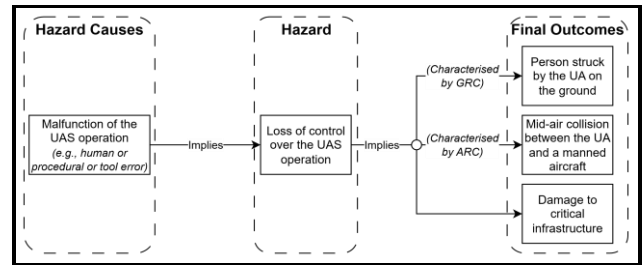 Hazard Causes
Malfunction of the
UAS operation
(e.g., human or
procedural or tool error)
Implies
Hazard
Loss of control
over the UAS
operation
Implies
(Characterised
by GRC)
(Characterised
by ARC)
Final Outcomes
Person struck
by the UA on
the ground
Mid-air collision
between the UA
and a manned
aircraft
Damage to
critical
infrastructure